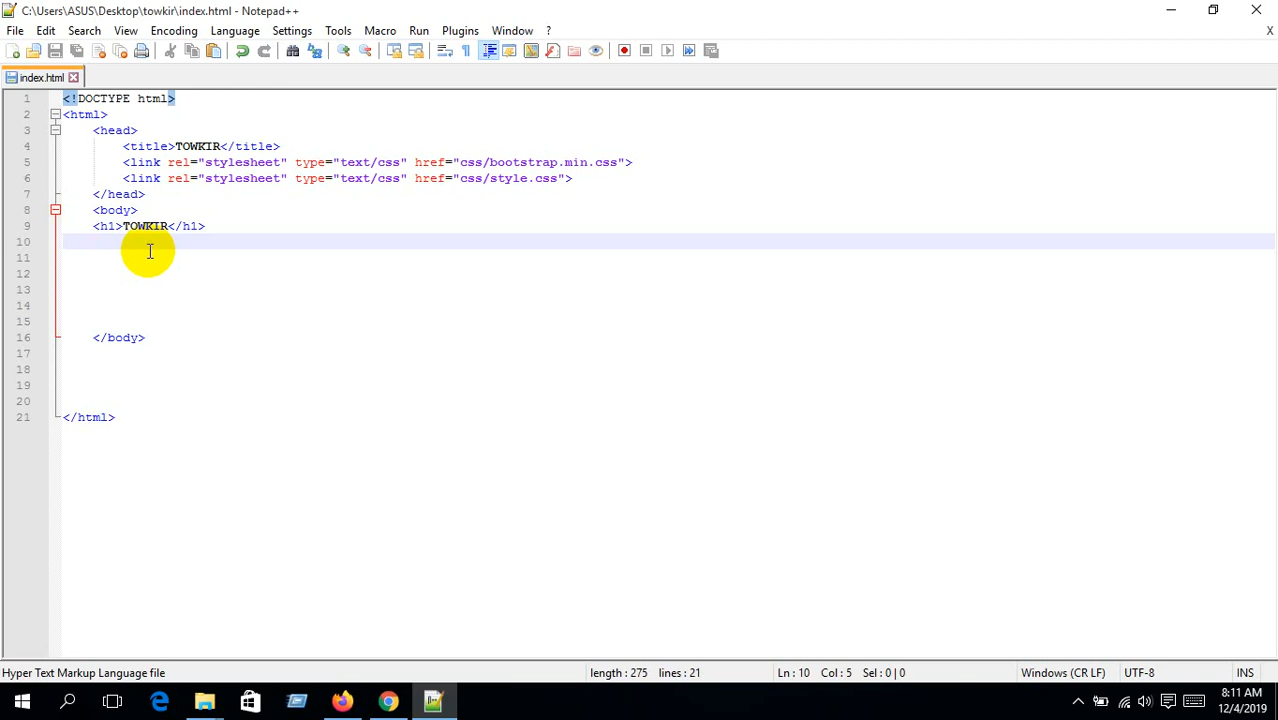 C:\Users\ASUS\Desktop\towkir\index.html - Notepad++
File Edit Search View Encoding Language Settings Tools Macro Run Plugins Window ? X
index.html
1 <!DOCTYPE html>
2 <html>
3 <head>
4 <title>TOWKIR</title>
5 <link rel="stylesheet" type="text/css" href="css/bootstrap.min.css">
6 <link rel="stylesheet" type="text/css" href="css/style.css">
7 </head>
8 <body>
9 <h1>TOWKIR</h1>
10
11
12
13
14
15
16 </body>
17
18
19
20
21 </html>
Hyper Text Markup Language file length : 275 lines : 21 Ln : 10 Col : 5 Sel : 0 | 0 Windows (CR LF) UTF-8 INS
8:11 AM
12/4/2019